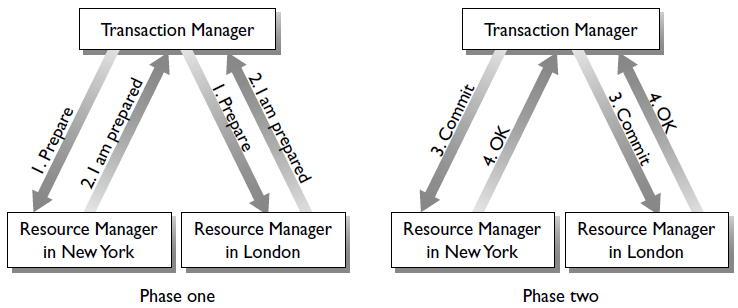 Transaction Manager
1. Prepare
2. I am prepared
1. Prepare
2. I am prepared
Resource Manager
in New York
Resource Manager
in London
Phase one
Transaction Manager
3. Commit
4. OK
3. Commit
4. OK
Resource Manager
in New York
Resource Manager
in London
Phase two